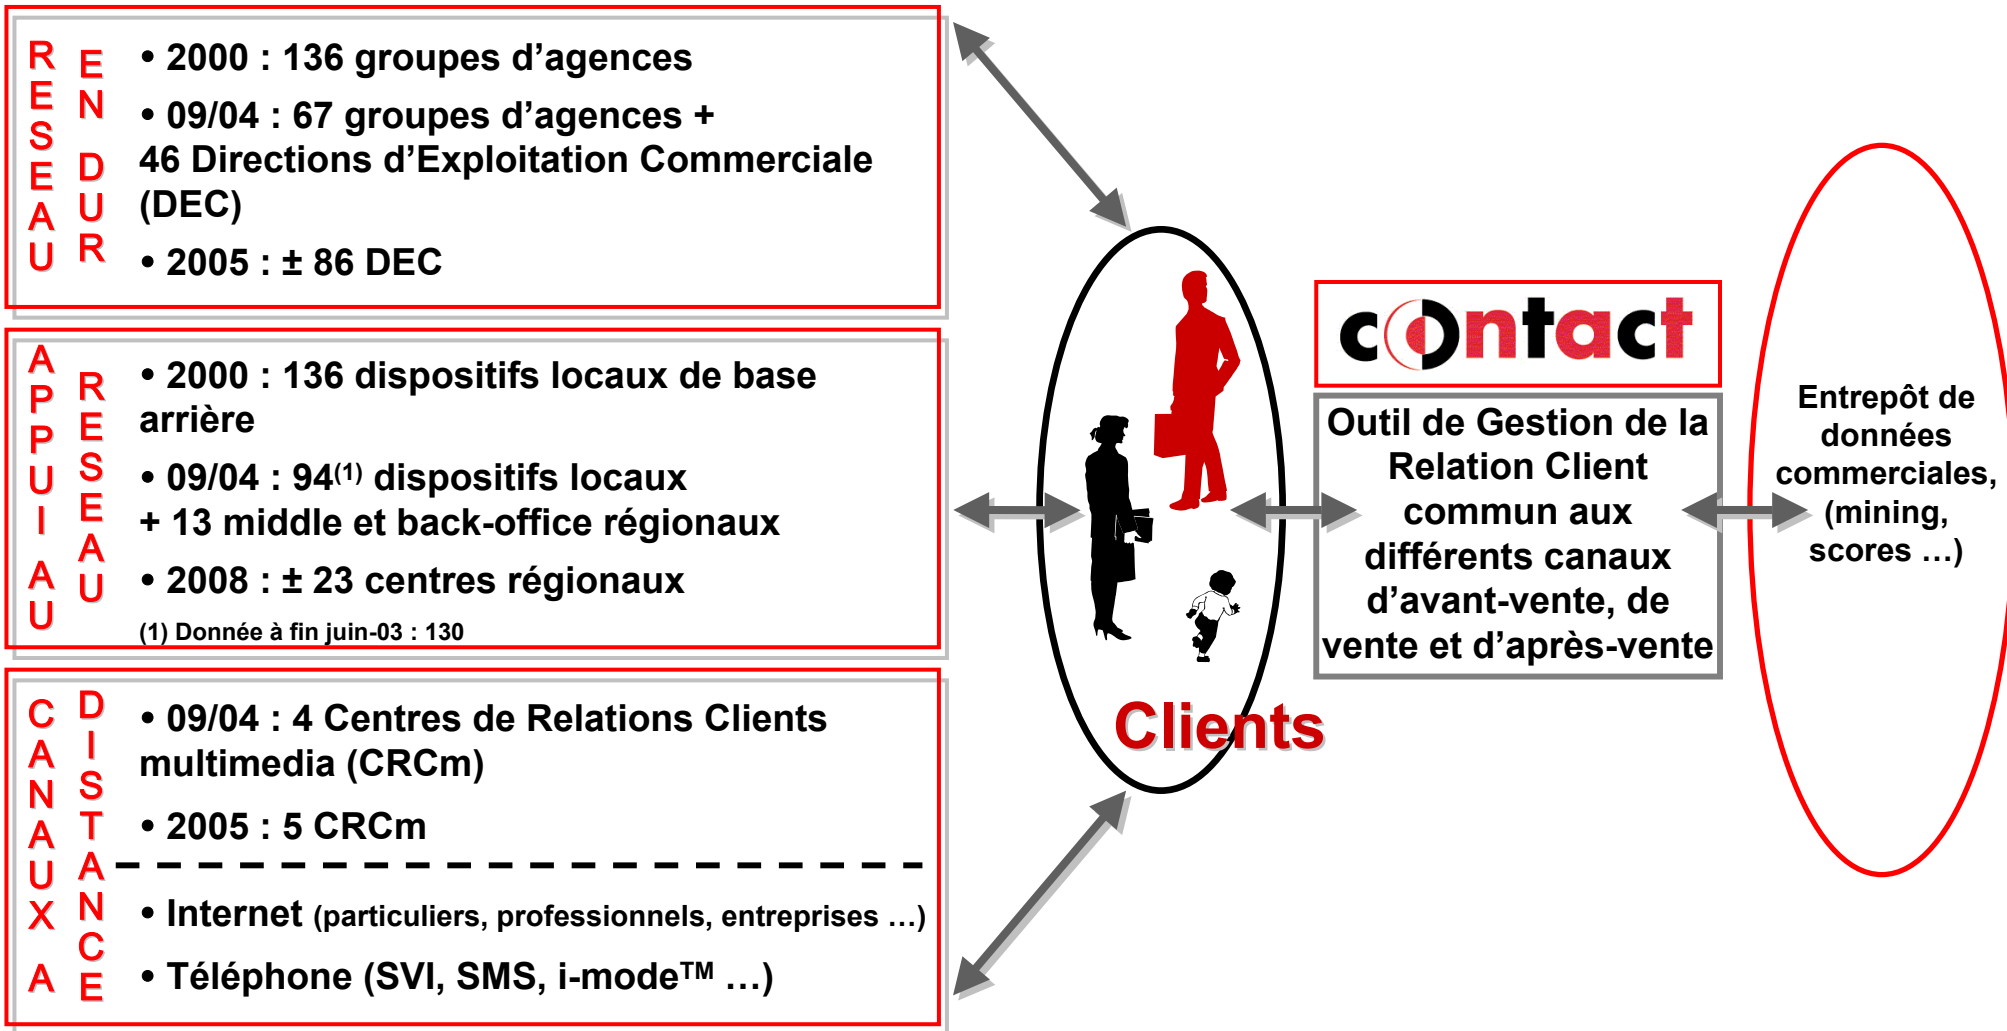 RESEAU
EN DUR
• 2000 : 136 groupes d’agences
• 09/04 : 67 groupes d’agences +
46 Directions d’Exploitation Commerciale
(DEC)
• 2005 : ± 86 DEC
APPUI AU
RESEAU
• 2000 : 136 dispositifs locaux de base
arrière
• 09/04 : 94(1) dispositifs locaux
+ 13 middle et back-office régionaux
• 2008 : ± 23 centres régionaux
(1) Donnée à fin juin-03 : 130
CANAUX A
DISTANCE
• 09/04 : 4 Centres de Relations Clients
multimedia (CRCm)
• 2005 : 5 CRCm
• Internet (particuliers, professionnels, entreprises …)
• Téléphone (SVI, SMS, i-mode™ …)
Clients
contact
Outil de Gestion de la
Relation Client
commun aux
différents canaux
d’avant-vente, de
vente et d’après-vente
Entrepôt de
données
commerciales,
(mining,
scores …)